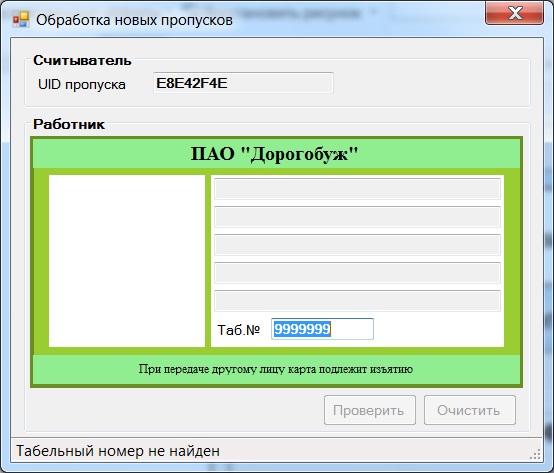 Обработка новых пропусков
Считыватель
UID пропуска E8E42F4E
Работник
ПАО "Дорогобуж"
Таб.№ 9999999
При передаче другому лицу карта подлежит изъятию
Проверить Очистить
Табельный номер не найден